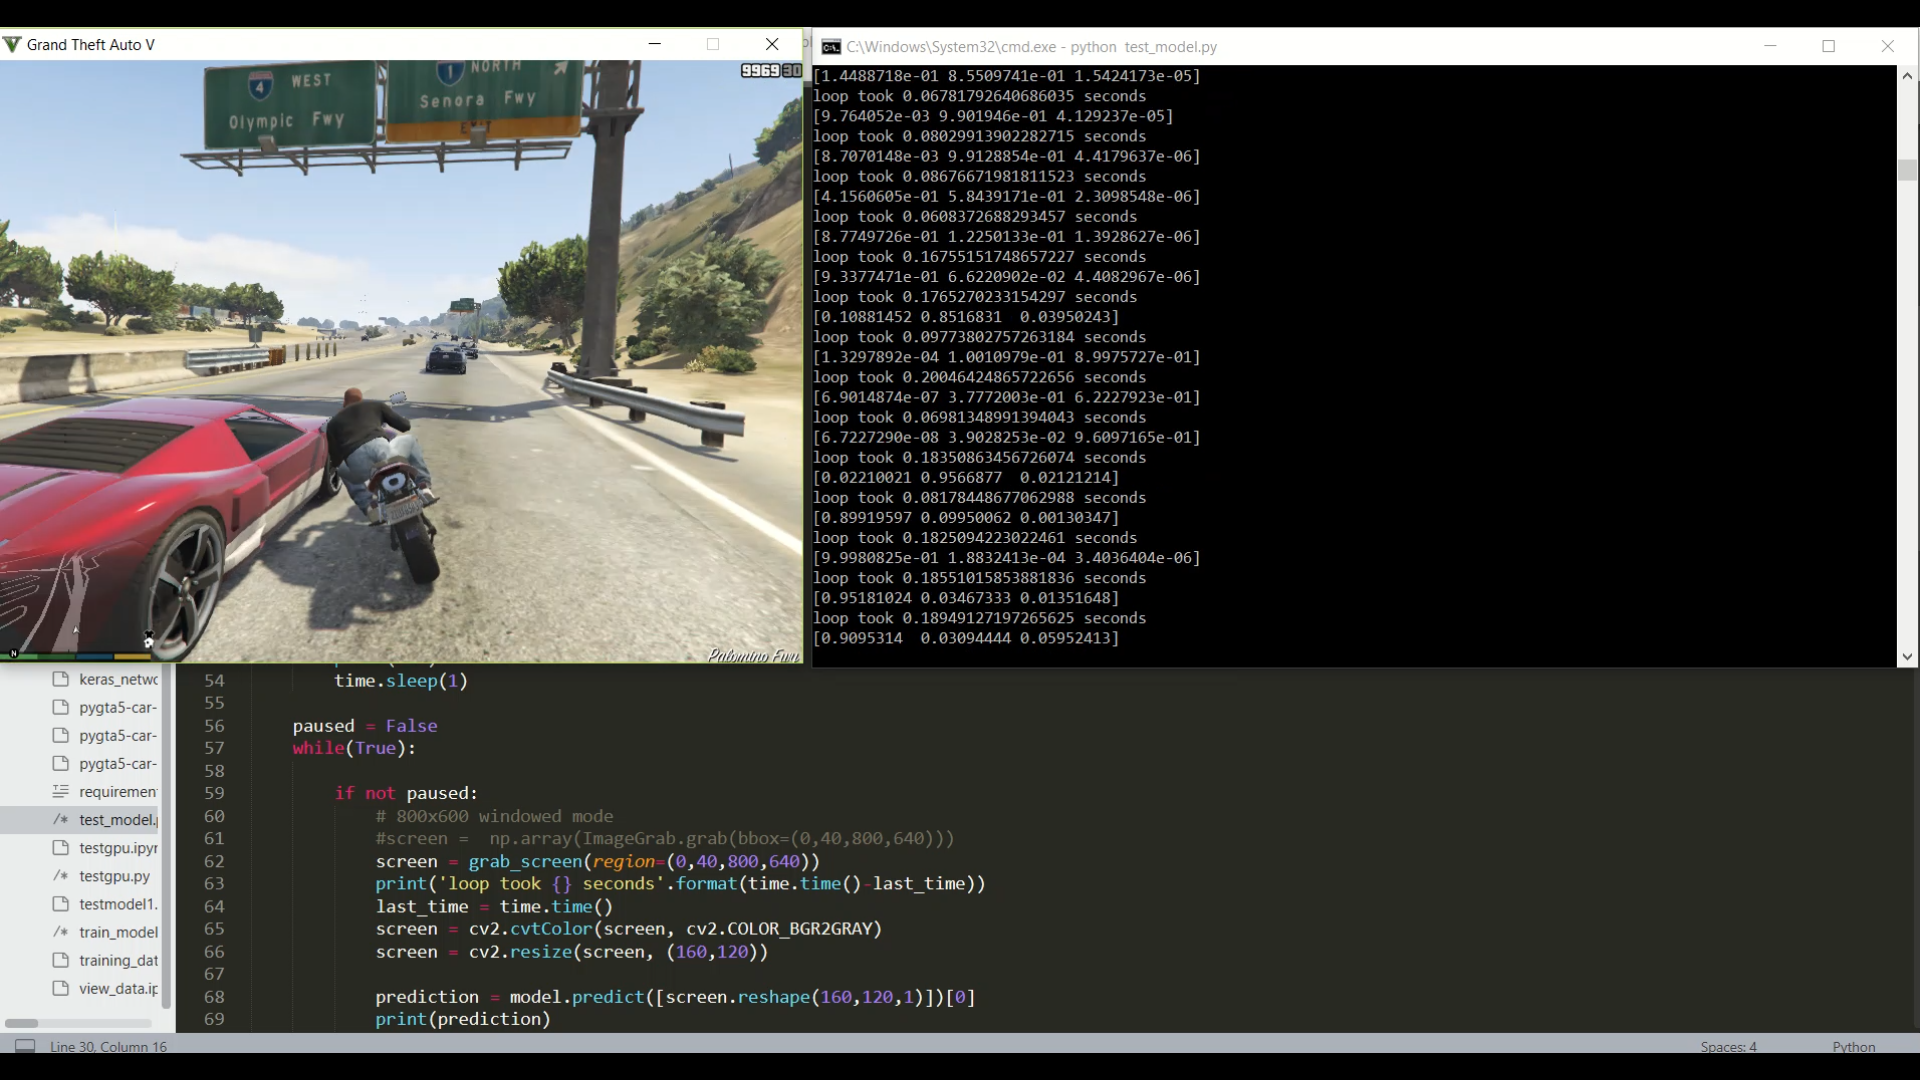 Grand Theft Auto V
4 WEST
Olympic Fwy
1 NORTH
Senora Fwy
EXIT
996930
N
C:\Windows\System32\cmd.exe - python  test_model.py
[1.4488718e-01 8.5509741e-01 1.5424173e-05]
loop took 0.06781792640686035 seconds
[9.764052e-03 9.901946e-01 4.129237e-05]
loop took 0.08029913902282715 seconds
[8.7070148e-03 9.9128854e-01 4.4179637e-06]
loop took 0.08676671981811523 seconds
[4.1560605e-01 5.8439171e-01 2.3098548e-06]
loop took 0.0608372688293457 seconds
[8.7749726e-01 1.2250133e-01 1.3928627e-06]
loop took 0.16755151748657227 seconds
[9.3377471e-01 6.6220902e-02 4.4082967e-06]
loop took 0.1765270233154297 seconds
[0.10881452 0.8516831  0.03950243]
loop took 0.09773802757263184 seconds
[1.3297892e-04 1.0010979e-01 8.9975727e-01]
loop took 0.20046424865722656 seconds
[6.9014874e-07 3.7772003e-01 6.2227923e-01]
loop took 0.06981348991394043 seconds
[6.7227290e-08 3.9028253e-02 9.6097165e-01]
loop took 0.18350863456726074 seconds
[0.02210021 0.9566877  0.02121214]
loop took 0.08178448677062988 seconds
[0.89919597 0.09950062 0.00130347]
loop took 0.1825094223022461 seconds
[9.9980825e-01 1.8832413e-04 3.4036404e-06]
loop took 0.18551015853881836 seconds
[0.95181024 0.03467333 0.01351648]
loop took 0.18949127197265625 seconds
[0.9095314  0.03094444 0.05952413]
keras_netwo
pygta5-car-
pygta5-car-
pygta5-car-
requiremen
/* test_model.p
testgpu.ipyn
/* testgpu.py
testmodel1.
/* train_model
training_dat
view_data.ip
54 time.sleep(1)
55
56 paused = False
57 while(True):
58
59 if not paused:
60 # 800x600 windowed mode
61 #screen =  np.array(ImageGrab.grab(bbox=(0,40,800,640)))
62 screen = grab_screen(region=(0,40,800,640))
63 print('loop took {} seconds'.format(time.time()-last_time))
64 last_time = time.time()
65 screen = cv2.cvtColor(screen, cv2.COLOR_BGR2GRAY)
66 screen = cv2.resize(screen, (160,120))
67
68 prediction = model.predict([screen.reshape(160,120,1)])[0]
69 print(prediction)
Line 30, Column 16
Spaces: 4
Python